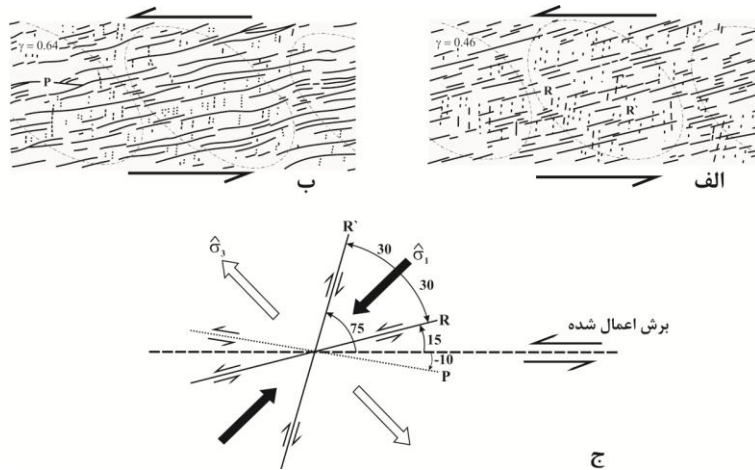 γ = 0.64
P
ب
γ = 0.46
R
R`
الف
R`
30
σ̂₁
σ̂₃
30
75
R
15
-10
P
برش اعمال شده
ج